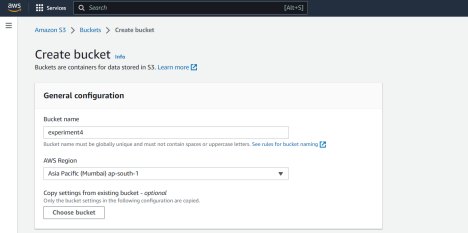 aws Services Search [Alt+S]
Amazon S3 > Buckets > Create bucket
Create bucket Info
Buckets are containers for data stored in S3. Learn more
General configuration
Bucket name
experiment4
Bucket name must be globally unique and must not contain spaces or uppercase letters. See rules for bucket naming
AWS Region
Asia Pacific (Mumbai) ap-south-1
Copy settings from existing bucket - optional
Only the bucket settings in the following configuration are copied.
Choose bucket